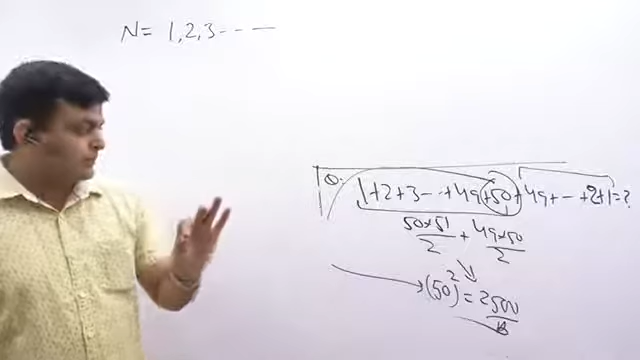 N= 1,2,3-----
Q. 1+2+3--..+49+50+49+--+2+1=?
50×51/2 + 49×50/2
(50)²=2500